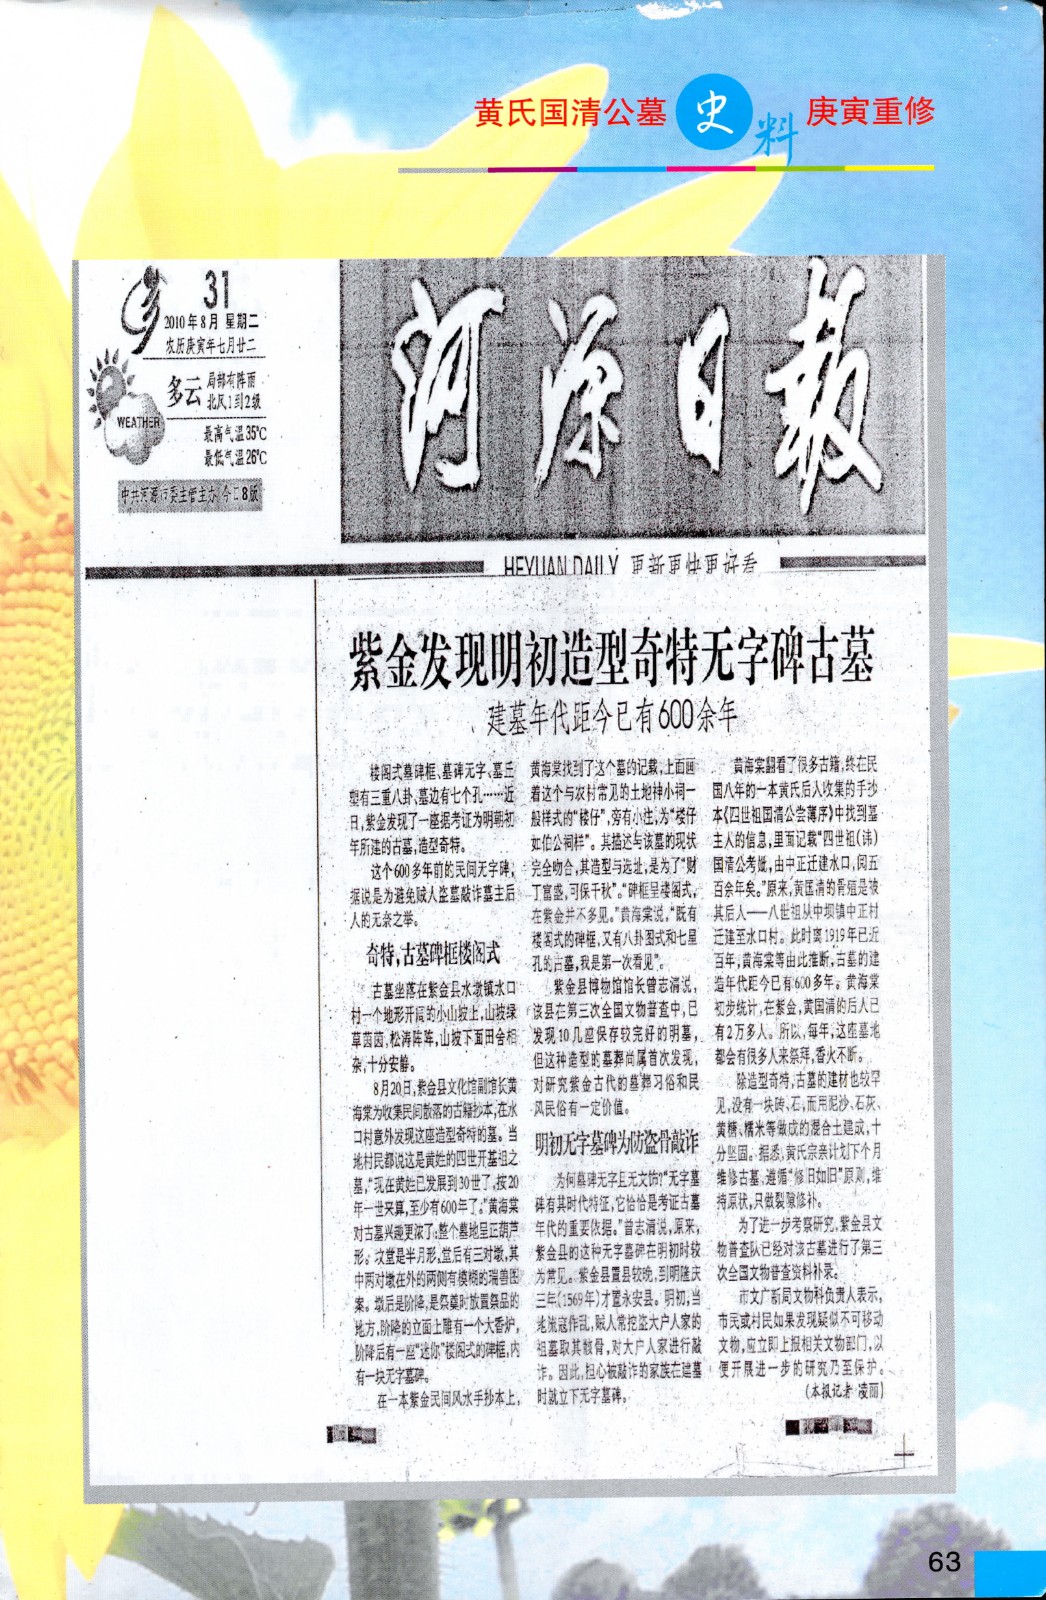 黄氏国清公墓 史料 庚寅重修
31
2010年8月 星期二
农历庚寅年七月廿二
多云
局部有阵雨
北风1到2级
WEATHER
最高气温35℃
最低气温26℃
中共河源市委主管主办 今日8版
河源日报
HEYUAN DAILY 更新更快更好看
紫金发现明初造型奇特无字碑古墓
建墓年代距今已有600余年
楼阁式墓碑框、墓碑无字、墓丘
型有三重八卦、墓边有七个孔……近
日,紫金发现了一座据考证为明朝初
年所建的古墓,造型奇特。
这个600多年前的民间无字碑,
据说是为避免贼人盗墓敲诈墓主后
人的无奈之举。
奇特,古墓碑框楼阁式
古墓坐落在紫金县水墩镇水口
村一个地形开阔的小山坡上,山坡绿
草茵茵,松涛阵阵,山坡下面田舍相
杂,十分安静。
8月20日,紫金县文化馆副馆长黄
海棠为收集民间散落的古籍抄本,在水
口村意外发现这座造型奇特的墓。当
地村民都说这是黄姓的四世开基祖之
墓,“现在黄姓已发展到30世了,按20
年一世来算,至少有600年了。”黄海棠
对古墓兴趣更浓了:整个墓地呈正葫芦
形。坟堂是半月形,堂后有三对墩,其
中两对墩在外的两侧有模糊的瑞兽图
案。墩后是阶降,是祭奠时放置祭品的
地方,阶降的立面上雕有一个大香炉,
阶降后有一座“迷你”楼阁式的碑框,内
有一块无字墓碑。
在一本紫金民间风水手抄本上,
黄海棠找到了这个墓的记载,上面画
着这个与农村常见的土地神小祠一
般样式的“楼仔”,旁有小注,为“楼仔
如伯公祠样”。其描述与该墓的现状
完全吻合,其造型与选址,是为了“财
丁富盛,可保千秋”。“碑框呈楼阁式,
在紫金并不多见。”黄海棠说,“既有
楼阁式的碑框,又有八卦图式和七星
孔的古墓,我是第一次看见”。
紫金县博物馆馆长曾志清说,
该县在第三次全国文物普查中,已
发现10几座保存较完好的明墓,
但这种造型的墓葬尚属首次发现,
对研究紫金古代的墓葬习俗和民
风民俗有一定价值。
明初无字墓碑为防盗骨敲诈
为何墓碑无字且无文饰?“无字墓
碑有其时代特征,它恰恰是考证古墓
年代的重要依据。”曾志清说,原来,
紫金县的这种无字墓碑在明初时较
为常见。紫金县置县较晚,到明隆庆
三年(1569年)才置永安县。明初,当
地流寇作乱,贼人常挖盗大户人家的
祖墓取其骸骨,对大户人家进行敲
诈。因此,担心被敲诈的家族在建墓
时就立下无字墓碑。
黄海棠翻看了很多古籍,终在民
国八年的一本黄氏后人收集的手抄
本《四世祖国清公尝簿序》中找到墓
主人的信息,里面记载“四世祖(讳)
国清公考妣,由中正迁建水口,阅五
百余年矣。”原来,黄国清的骨殖是被
其后人——八世祖从中坝镇中正村
迁建至水口村。此时离1919年已近
百年,黄海棠等由此推断,古墓的建
造年代距今已有600多年。黄海棠
初步统计,在紫金,黄国清的后人已
有2万多人。所以,每年,这座墓地
都会有很多人来祭拜,香火不断。
除造型奇特,古墓的建材也较罕
见,没有一块砖、石,而用泥沙、石灰、
黄糖、糯米等做成的混合土建成,十
分坚固。据悉,黄氏宗亲计划下个月
维修古墓,遵循“修旧如旧”原则,维
持原状,只做裂隙修补。
为了进一步考察研究,紫金县文
物普查队已经对该古墓进行了第三
次全国文物普查资料补录。
市文广新局文物科负责人表示,
市民或村民如果发现疑似不可移动
文物,应立即上报相关文物部门,以
便开展进一步的研究乃至保护。
(本报记者 凌丽)
63